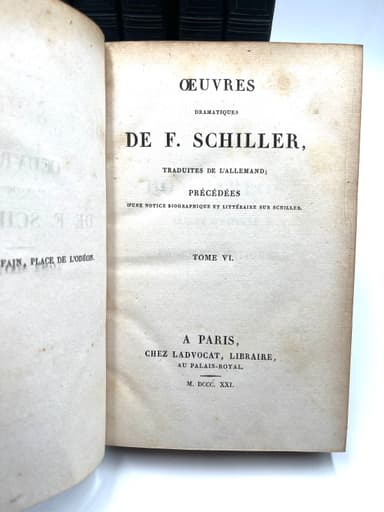 FAIN, PLACE DE L'ODÉON.
ŒUVRES
DRAMATIQUES
DE F. SCHILLER,
TRADUITES DE L'ALLEMAND;
PRÉCÉDÉES
D'UNE NOTICE BIOGRAPHIQUE ET LITTÉRAIRE SUR SCHILLER.
TOME VI.
A PARIS,
CHEZ LADVOCAT, LIBRAIRE,
AU PALAIS-ROYAL.
M. DCCC. XXI.